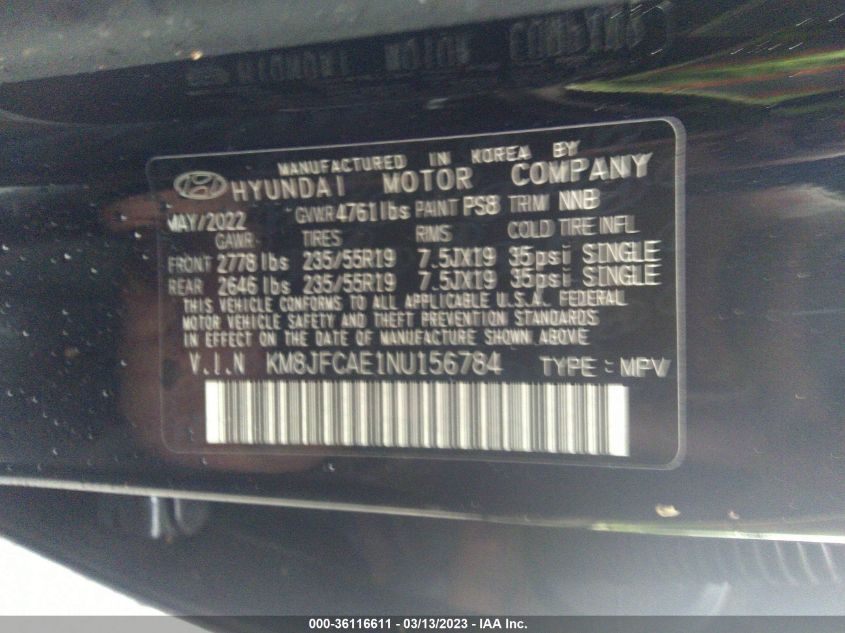 MANUFACTURED IN KOREA BY
HYUNDAI MOTOR COMPANY
MAY/2022 GVWR 4761lbs PAINT PS8 TRIM NNB
GAWR TIRES RIMS COLD TIRE INFL
FRONT 2778 lbs 235/55R19 7.5JX19 35psi SINGLE
REAR 2646 lbs 235/55R19 7.5JX19 35psi SINGLE
THIS VEHICLE CONFORMS TO ALL APPLICABLE U.S.A. FEDERAL
MOTOR VEHICLE SAFETY AND THEFT PREVENTION STANDARDS
IN EFFECT ON THE DATE OF MANUFACTURE SHOWN ABOVE
V.I.N KM8JFCAE1NU156784 TYPE : MPV
000-36116611 - 03/13/2023 - IAA Inc.